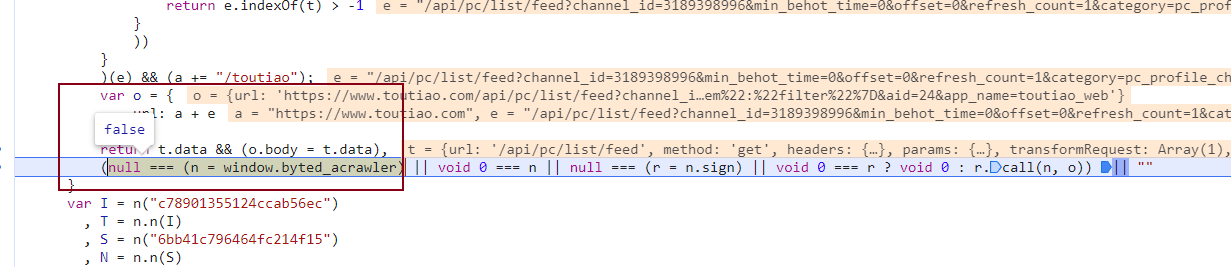 return e.indexOf(t) > -1 e = "/api/pc/list/feed?channel_id=3189398996&min_behot_time=0&offset=0&refresh_count=1&category=pc_profile
}
))
}
)(e) && (a += "/toutiao"); e = "/api/pc/list/feed?channel_id=3189398996&min_behot_time=0&offset=0&refresh_count=1&category=pc_profile_ch
var o = { o = {url: 'https://www.toutiao.com/api/pc/list/feed?channel_i…em%22:%22filter%22%7D&aid=24&app_name=toutiao_web'}
url: a + e a = "https://www.toutiao.com", e = "/api/pc/list/feed?channel_id=3189398996&min_behot_time=0&offset=0&refresh_count=1&cate
false
return t.data && (o.body = t.data), t = {url: '/api/pc/list/feed', method: 'get', headers: {…}, params: {…}, transformRequest: Array(1),
(null === (n = window.byted_acrawler) || void 0 === n || null === (r = n.sign) || void 0 === r ? void 0 : r.call(n, o)) || ""
}
var I = n("c78901355124ccab56ec")
, T = n.n(I)
, S = n("6bb41c796464fc214f15")
, N = n.n(S)